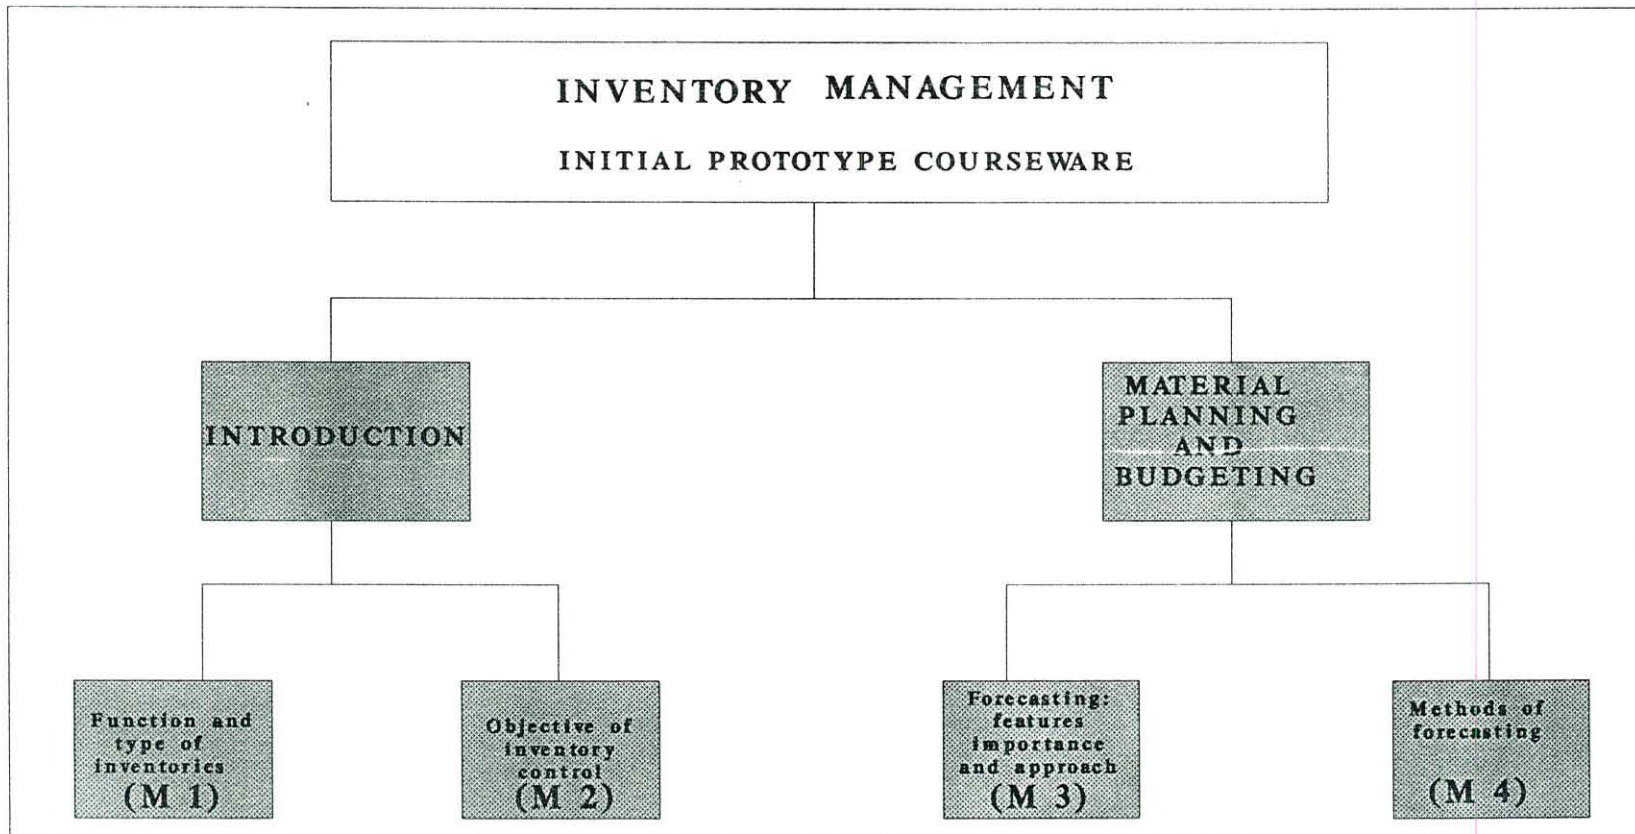 INVENTORY MANAGEMENT
INITIAL PROTOTYPE COURSEWARE
INTRODUCTION
MATERIAL
PLANNING
AND
BUDGETING
Function and
type of
inventories
(M 1)
Objective of
inventory
control
(M 2)
Forecasting:
features
importance
and approach
(M 3)
Methods of
forecasting
(M 4)